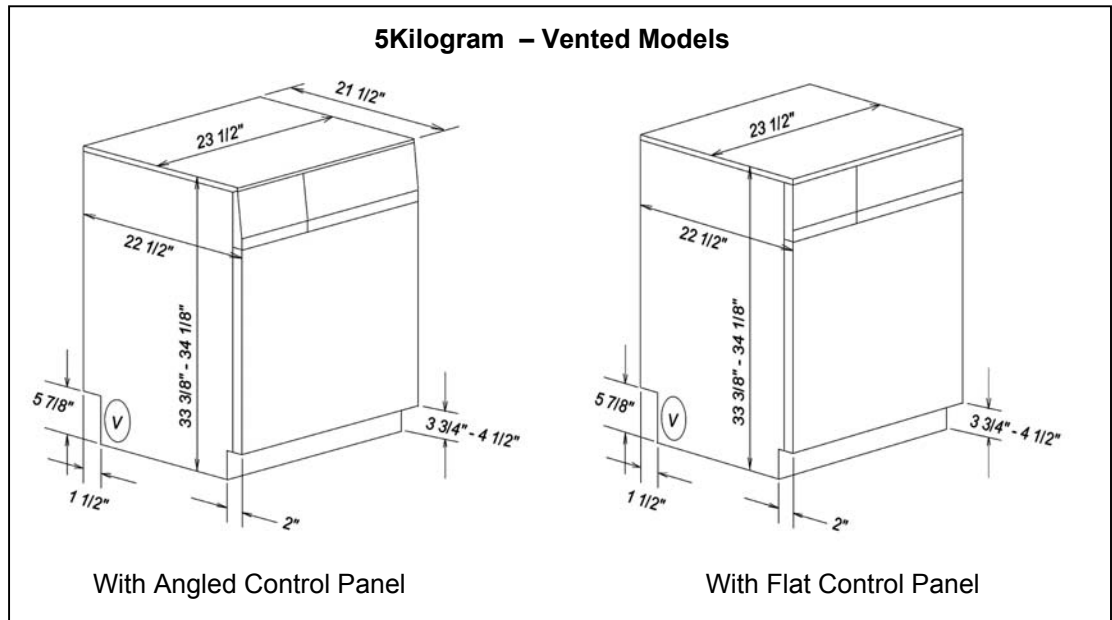 5Kilogram – Vented Models
21 1/2"
23 1/2"
22 1/2"
33 3/8" - 34 1/8"
5 7/8"
V
3 3/4" - 4 1/2"
1 1/2"
2"
With Angled Control Panel
23 1/2"
22 1/2"
33 3/8" - 34 1/8"
5 7/8"
V
3 3/4" - 4 1/2"
1 1/2"
2"
With Flat Control Panel